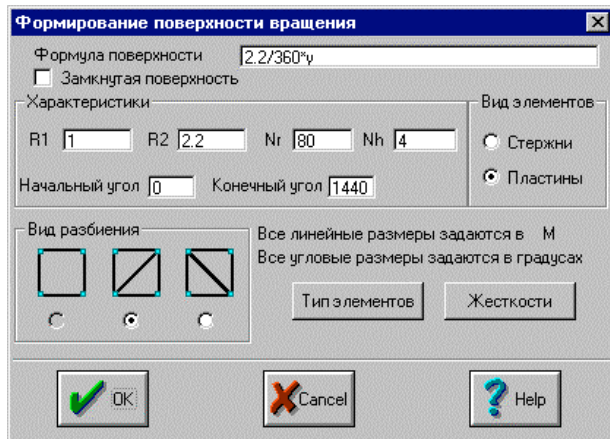 Формирование поверхности вращения
Формула поверхности 2.2/360*y
Замкнутая поверхность
Характеристики
R1 1 R2 2.2 Nr 80 Nh 4
Начальный угол 0 Конечный угол 1440
Вид элементов
Стержни
Пластины
Вид разбиения
Все линейные размеры задаются в М
Все угловые размеры задаются в градусах
Тип элементов Жесткости
OK Cancel Help